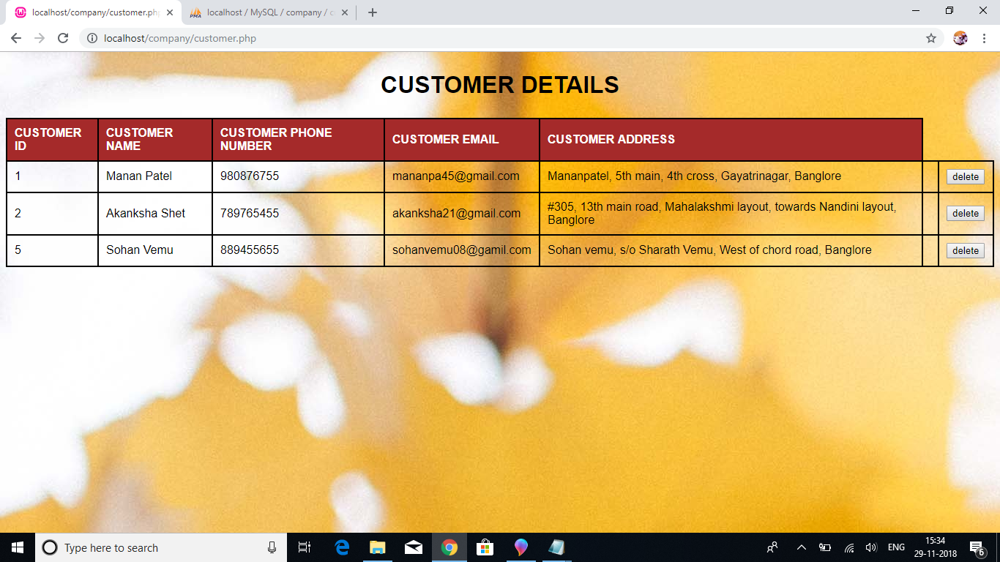 localhost/company/customer.php
localhost / MySQL / company / c
localhost/company/customer.php
CUSTOMER DETAILS
CUSTOMER ID
CUSTOMER NAME
CUSTOMER PHONE NUMBER
CUSTOMER EMAIL
CUSTOMER ADDRESS
1
Manan Patel
980876755
mananpa45@gmail.com
Mananpatel, 5th main, 4th cross, Gayatrinagar, Banglore
delete
2
Akanksha Shet
789765455
akanksha21@gmail.com
#305, 13th main road, Mahalakshmi layout, towards Nandini layout,
Banglore
delete
5
Sohan Vemu
889455655
sohanvemu08@gamil.com
Sohan vemu, s/o Sharath Vemu, West of chord road, Banglore
delete
Type here to search
ENG
15:34
29-11-2018
6